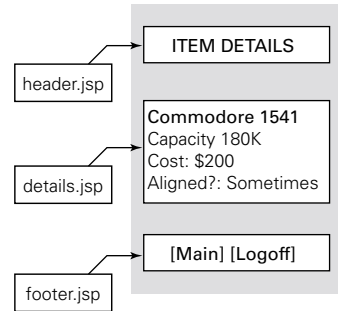 ITEM DETAILS
header.jsp
Commodore 1541
Capacity 180K
Cost: $200
Aligned?: Sometimes
details.jsp
[Main] [Logoff]
footer.jsp